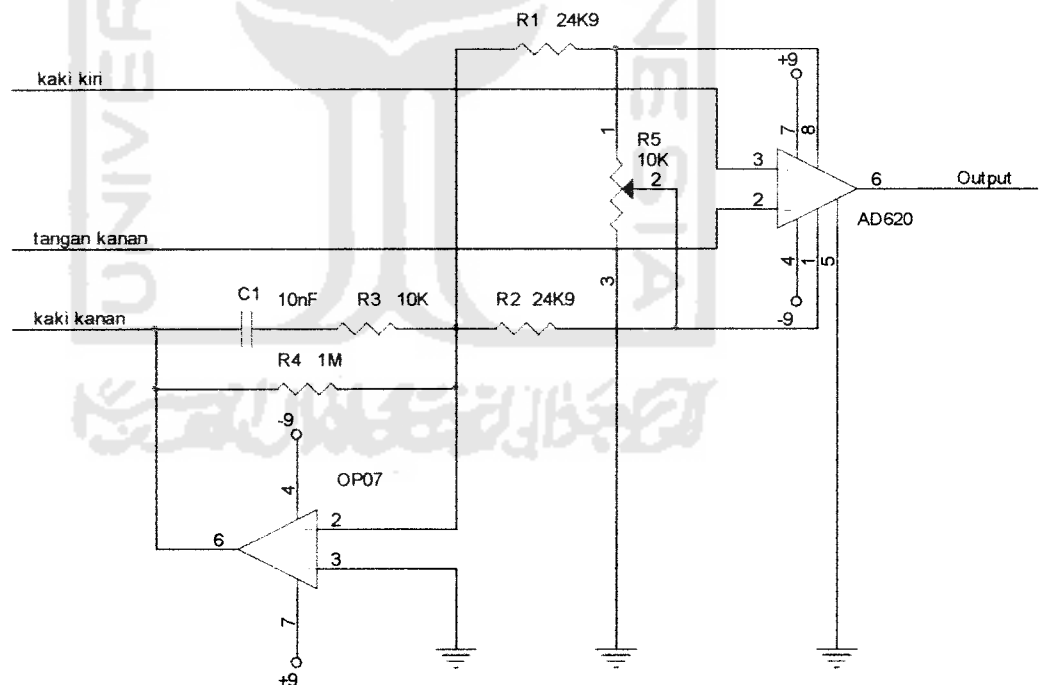 R1 24K9
+9
kaki kiri
7
8
1
R5
10K
2
3
6
Output
2
AD620
tangan kanan
3
4
1
5
C1
10nF
R3 10K
R2 24K9
-9
kaki kanan
R4 1M
-9
OP07
4
2
6
3
7
+9
UNIVER
NESIA